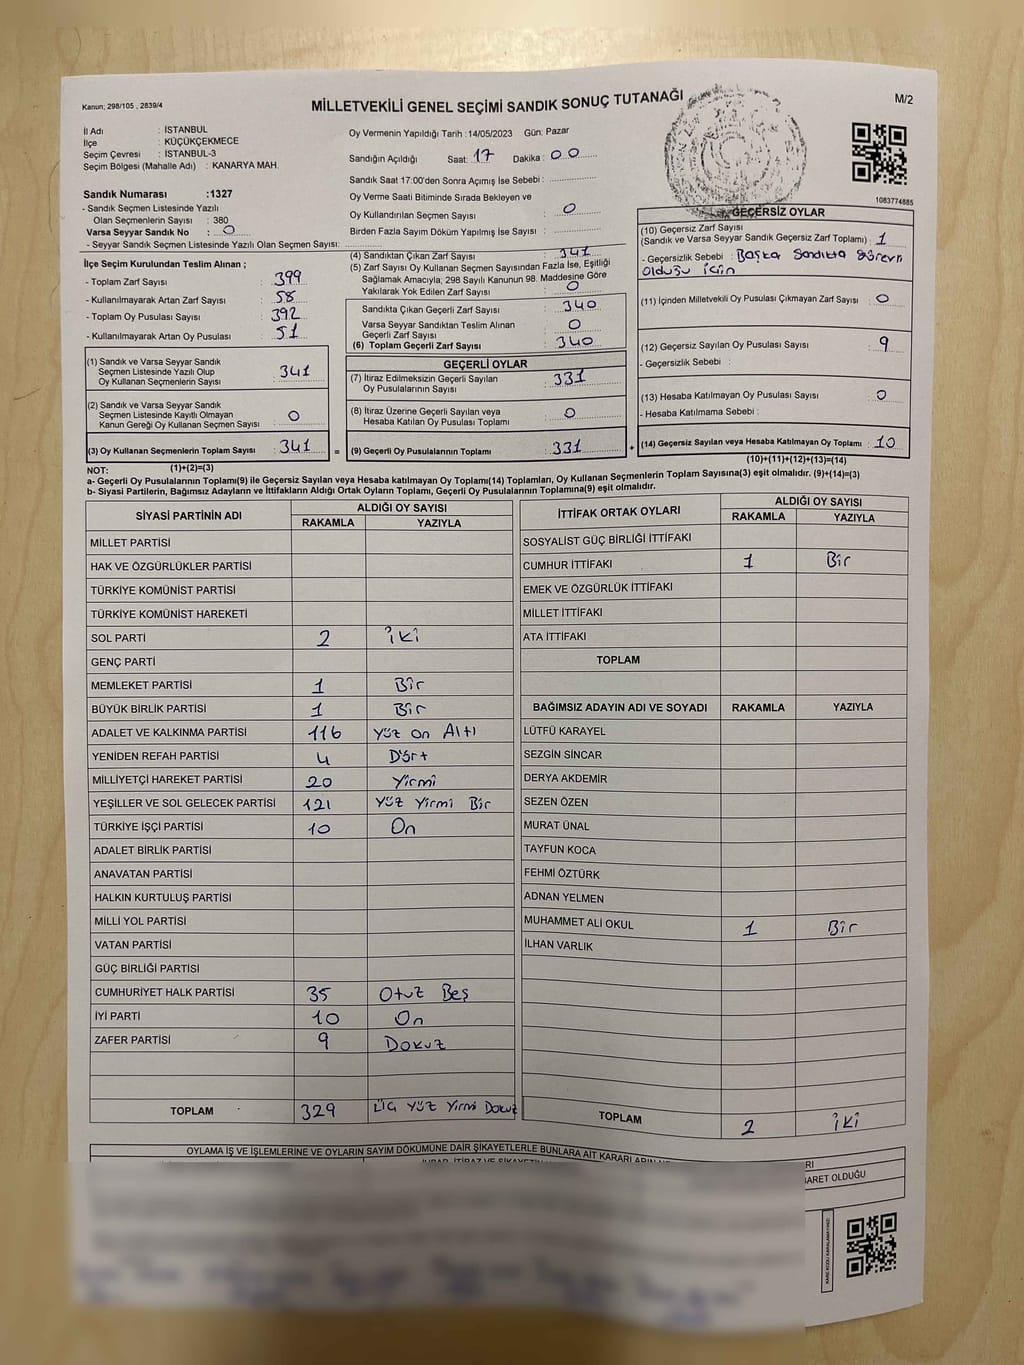 Kanun; 298/105 , 2839/4
MİLLETVEKİLİ GENEL SEÇİMİ SANDIK SONUÇ TUTANAĞI
M/2
İl Adı : İSTANBUL
İlçe : KÜÇÜKÇEKMECE
Seçim Çevresi : İSTANBUL-3
Seçim Bölgesi (Mahalle Adı) : KANARYA MAH.
Sandık Numarası :1327
- Sandık Seçmen Listesinde Yazılı
Olan Seçmenlerin Sayısı : 380
Varsa Seyyar Sandık No : 0
- Seyyar Sandık Seçmen Listesinde Yazılı Olan Seçmen Sayısı:
Oy Vermenin Yapıldığı Tarih :14/05/2023 Gün: Pazar
Sandığın Açıldığı Saat: 17 Dakika : 00
Sandık Saat 17:00'den Sonra Açımış İse Sebebi :
Oy Verme Saati Bitiminde Sırada Bekleyen ve
Oy Kullandırılan Seçmen Sayısı : 0
Birden Fazla Sayım Döküm Yapılmış İse Sayısı :
1083774885
İlçe Seçim Kurulundan Teslim Alınan ;
- Toplam Zarf Sayısı : 399
- Kullanılmayarak Artan Zarf Sayısı : 58
- Toplam Oy Pusulası Sayısı : 392
- Kullanılmayarak Artan Oy Pusulası : 51
(1) Sandık ve Varsa Seyyar Sandık
Seçmen Listesinde Yazılı Olup
Oy Kullanan Seçmenlerin Sayısı : 341
(2) Sandık ve Varsa Seyyar Sandık
Seçmen Listesinde Kayıtlı Olmayan
Kanun Gereği Oy Kullanan Seçmen Sayısı : 0
(3) Oy Kullanan Seçmenlerin Toplam Sayısı : 341
(4) Sandıktan Çıkan Zarf Sayısı : 341
(5) Zarf Sayısı Oy Kullanan Seçmen Sayısından Fazla İse, Eşitliği
Sağlamak Amacıyla; 298 Sayılı Kanunun 98. Maddesine Göre
Yakılarak Yok Edilen Zarf Sayısı : 0
Sandıkta Çıkan Geçerli Zarf Sayısı : 340
Varsa Seyyar Sandıktan Teslim Alınan
Geçerli Zarf Sayısı : 0
(6) Toplam Geçerli Zarf Sayısı : 340
GEÇERLİ OYLAR
(7) İtiraz Edilmeksizin Geçerli Sayılan
Oy Pusulalarının Sayısı : 331
(8) İtiraz Üzerine Geçerli Sayılan veya
Hesaba Katılan Oy Pusulası Toplamı : 0
= (9) Geçerli Oy Pusulalarının Toplamı : 331
GEÇERSİZ OYLAR
(10) Geçersiz Zarf Sayısı
(Sandık ve Varsa Seyyar Sandık Geçersiz Zarf Toplamı) : 1
- Geçersizlik Sebebi : Başka Sandıkta görevli
olduğu için
(11) İçinden Milletvekili Oy Pusulası Çıkmayan Zarf Sayısı : 0
(12) Geçersiz Sayılan Oy Pusulası Sayısı : 9
- Geçersizlik Sebebi :
(13) Hesaba Katılmayan Oy Pusulası Sayısı : 0
- Hesaba Katılmama Sebebi :
+ (14) Geçersiz Sayılan veya Hesaba Katılmayan Oy Toplamı : 10
NOT: (1)+(2)=(3) (10)+(11)+(12)+(13)=(14)
a- Geçerli Oy Pusulasının Toplamı(9) ile Geçersiz Sayılan veya Hesaba katılmayan Oy Toplamı(14) Toplamları, Oy Kullanan Seçmenlerin Toplam Sayısına(3) eşit olmalıdır. (9)+(14)=(3)
b- Siyasi Partilerin, Bağımsız Adayların ve İttifakların Aldığı Ortak Oyların Toplamı, Geçerli Oy Pusulalarının Toplamına(9) eşit olmalıdır.
SİYASİ PARTİNİN ADI ALDIĞI OY SAYISI
RAKAMLA YAZIYLA
MİLLET PARTİSİ
HAK VE ÖZGÜRLÜKLER PARTİSİ
TÜRKİYE KOMÜNİST PARTİSİ
TÜRKİYE KOMÜNİST HAREKETİ
SOL PARTİ 2 iki
GENÇ PARTİ
MEMLEKET PARTİSİ 1 Bir
BÜYÜK BİRLİK PARTİSİ 1 Bir
ADALET VE KALKINMA PARTİSİ 116 yüz on Altı
YENİDEN REFAH PARTİSİ 4 Dört
MİLLİYETÇİ HAREKET PARTİSİ 20 Yirmi
YEŞİLLER VE SOL GELECEK PARTİSİ 121 Yüz Yirmi Bir
TÜRKİYE İŞÇİ PARTİSİ 10 On
ADALET BİRLİK PARTİSİ
ANAVATAN PARTİSİ
HALKIN KURTULUŞ PARTİSİ
MİLLİ YOL PARTİSİ
VATAN PARTİSİ
GÜÇ BİRLİĞİ PARTİSİ
CUMHURİYET HALK PARTİSİ 35 Otuz Beş
İYİ PARTİ 10 On
ZAFER PARTİSİ 9 Dokuz
TOPLAM 329 Üç Yüz Yirmi Dokuz
İTTİFAK ORTAK OYLARI ALDIĞI OY SAYISI
RAKAMLA YAZIYLA
SOSYALİST GÜÇ BİRLİĞİ İTTİFAKI
CUMHUR İTTİFAKI 1 Bir
EMEK VE ÖZGÜRLÜK İTTİFAKI
MİLLET İTTİFAKI
ATA İTTİFAKI
TOPLAM
BAĞIMSIZ ADAYIN ADI VE SOYADI RAKAMLA YAZIYLA
LÜTFÜ KARAYEL
SEZGİN SİNCAR
DERYA AKDEMİR
SEZEN ÖZEN
MURAT ÜNAL
TAYFUN KOCA
FEHMİ ÖZTÜRK
ADNAN YELMEN
MUHAMMET ALİ OKUL 1 Bir
İLHAN VARLIK
TOPLAM 2 iki
OYLAMA İŞ VE İŞLEMLERİNE VE OYLARIN SAYIM DÖKÜMÜNE DAİR ŞİKAYETLERLE BUNLARA AİT KARARI